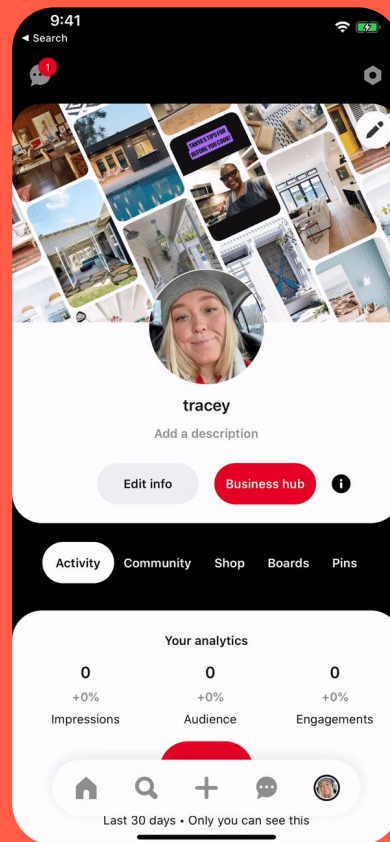 9:41
◀ Search
1
TANYA'S TIPS FOR
BEFORE YOU COOK!
tracey
Add a description
Edit info
Business hub
Activity
Community
Shop
Boards
Pins
Your analytics
0
0
0
+0%
+0%
+0%
Impressions
Audience
Engagements
Last 30 days • Only you can see this